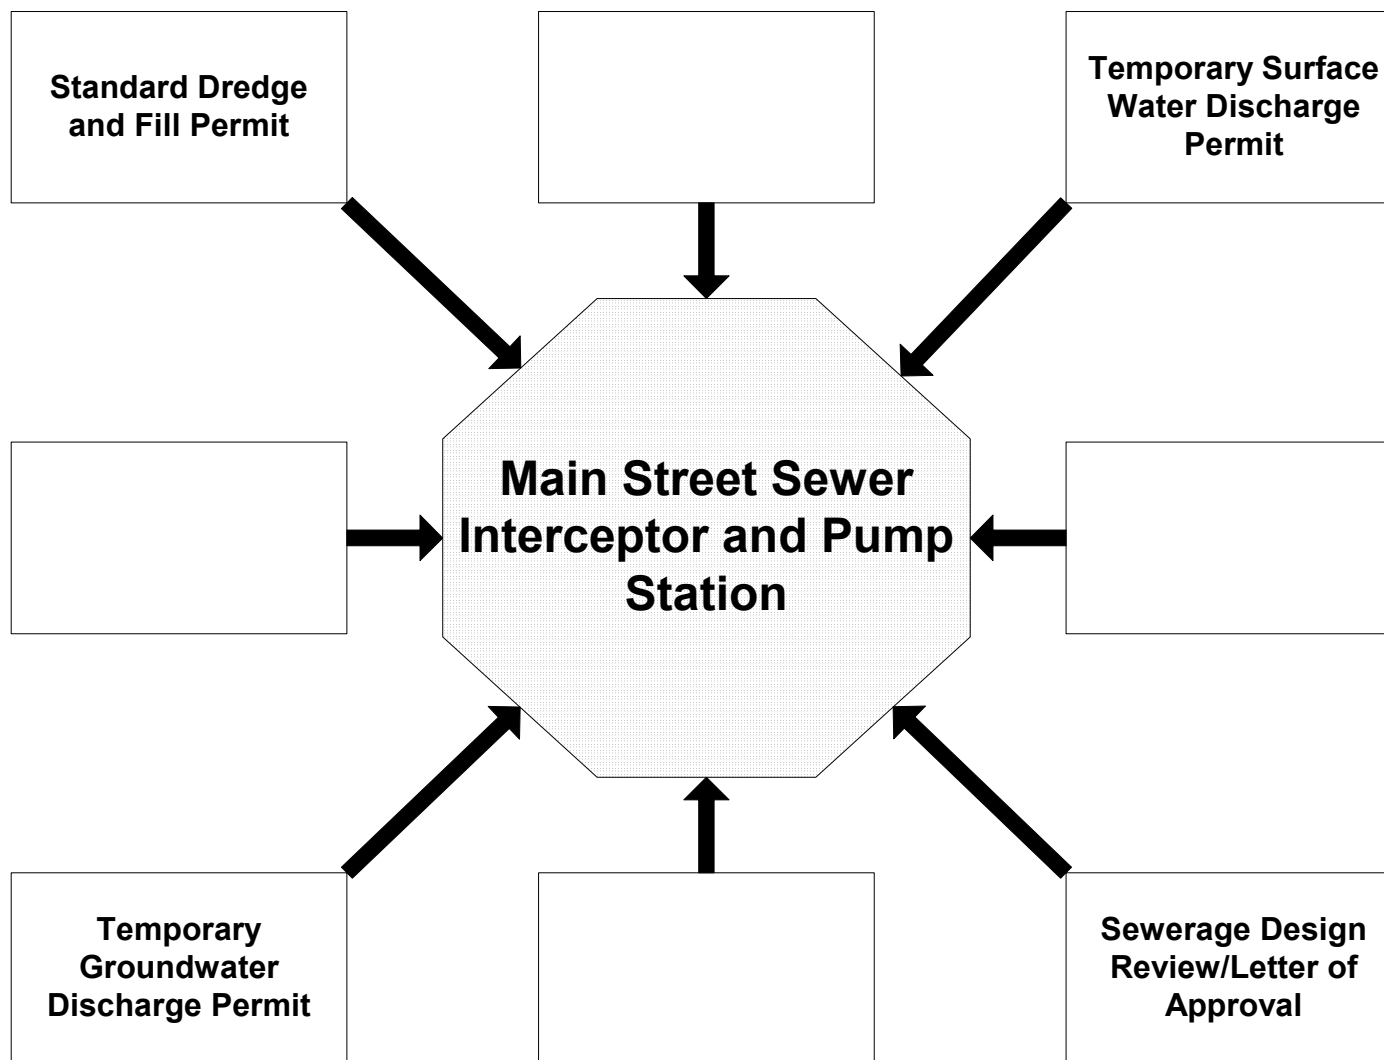 Standard Dredge
and Fill Permit
Temporary Surface
Water Discharge
Permit
Main Street Sewer
Interceptor and Pump
Station
Temporary
Groundwater
Discharge Permit
Sewerage Design
Review/Letter of
Approval